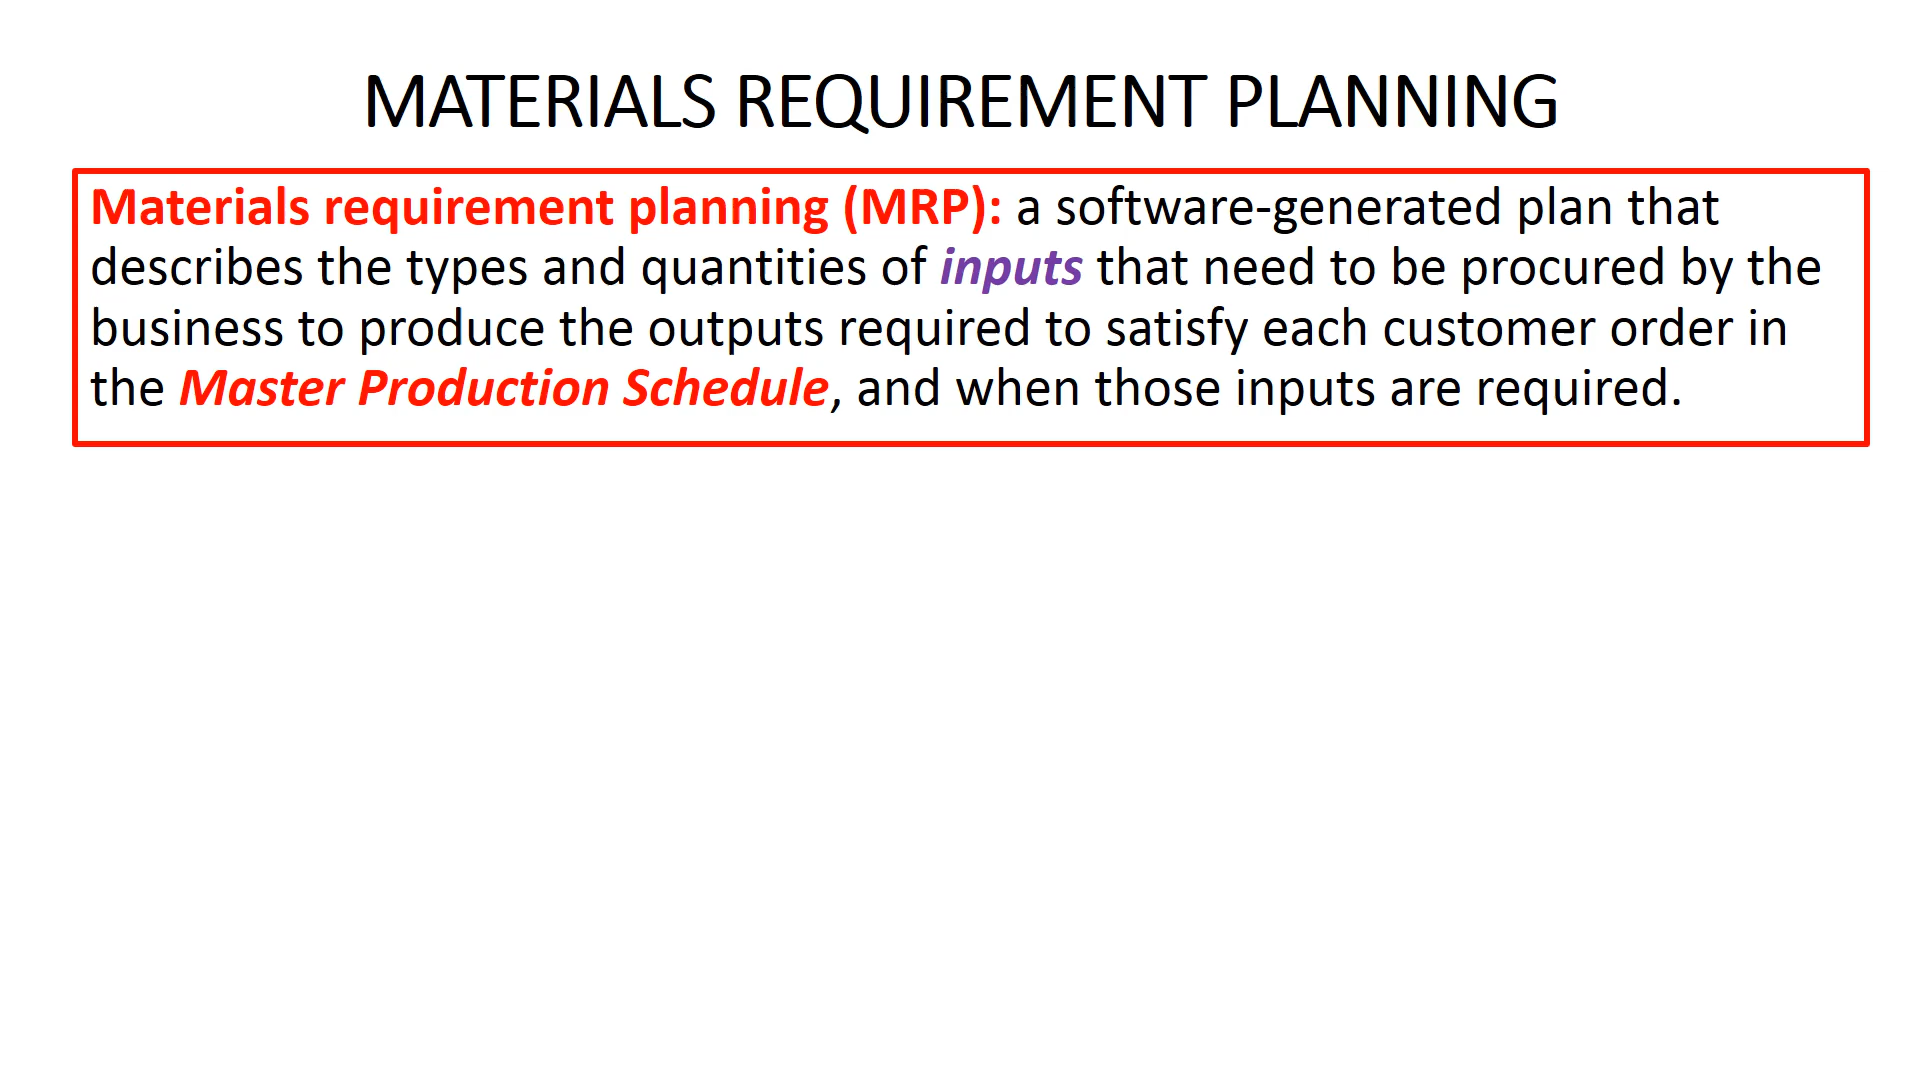 MATERIALS REQUIREMENT PLANNING
Materials requirement planning (MRP): a software-generated plan that
describes the types and quantities of inputs that need to be procured by the
business to produce the outputs required to satisfy each customer order in
the Master Production Schedule, and when those inputs are required.